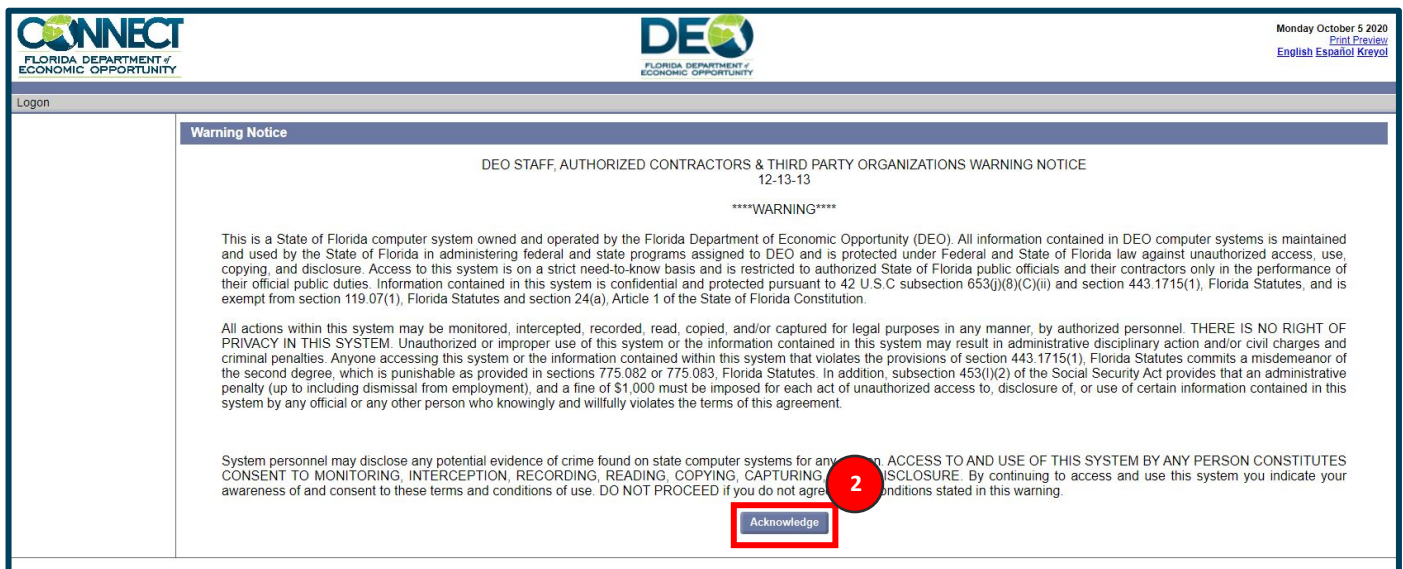 CONNECT
FLORIDA DEPARTMENT of
ECONOMIC OPPORTUNITY
DEO
FLORIDA DEPARTMENT of
ECONOMIC OPPORTUNITY
Monday October 5 2020
Print Preview
English Español Kreyol
Logon
Warning Notice
DEO STAFF, AUTHORIZED CONTRACTORS & THIRD PARTY ORGANIZATIONS WARNING NOTICE
12-13-13
****WARNING****
This is a State of Florida computer system owned and operated by the Florida Department of Economic Opportunity (DEO). All information contained in DEO computer systems is maintained
and used by the State of Florida in administering federal and state programs assigned to DEO and is protected under Federal and State of Florida law against unauthorized access, use,
copying, and disclosure. Access to this system is on a strict need-to-know basis and is restricted to authorized State of Florida public officials and their contractors only in the performance of
their official public duties. Information contained in this system is confidential and protected pursuant to 42 U.S.C subsection 653(j)(8)(C)(ii) and section 443.1715(1), Florida Statutes, and is
exempt from section 119.07(1), Florida Statutes and section 24(a), Article 1 of the State of Florida Constitution.
All actions within this system may be monitored, intercepted, recorded, read, copied, and/or captured for legal purposes in any manner, by authorized personnel. THERE IS NO RIGHT OF
PRIVACY IN THIS SYSTEM. Unauthorized or improper use of this system or the information contained in this system may result in administrative disciplinary action and/or civil charges and
criminal penalties. Anyone accessing this system or the information contained within this system that violates the provisions of section 443.1715(1), Florida Statutes commits a misdemeanor of
the second degree, which is punishable as provided in sections 775.082 or 775.083, Florida Statutes. In addition, subsection 453(l)(2) of the Social Security Act provides that an administrative
penalty (up to including dismissal from employment), and a fine of $1,000 must be imposed for each act of unauthorized access to, disclosure of, or use of certain information contained in this
system by any official or any other person who knowingly and willfully violates the terms of this agreement.
System personnel may disclose any potential evidence of crime found on state computer systems for any n. ACCESS TO AND USE OF THIS SYSTEM BY ANY PERSON CONSTITUTES
CONSENT TO MONITORING, INTERCEPTION, RECORDING, READING, COPYING, CAPTURING, ISCLOSURE. By continuing to access and use this system you indicate your
awareness of and consent to these terms and conditions of use. DO NOT PROCEED if you do not agre nditions stated in this warning.
2
Acknowledge